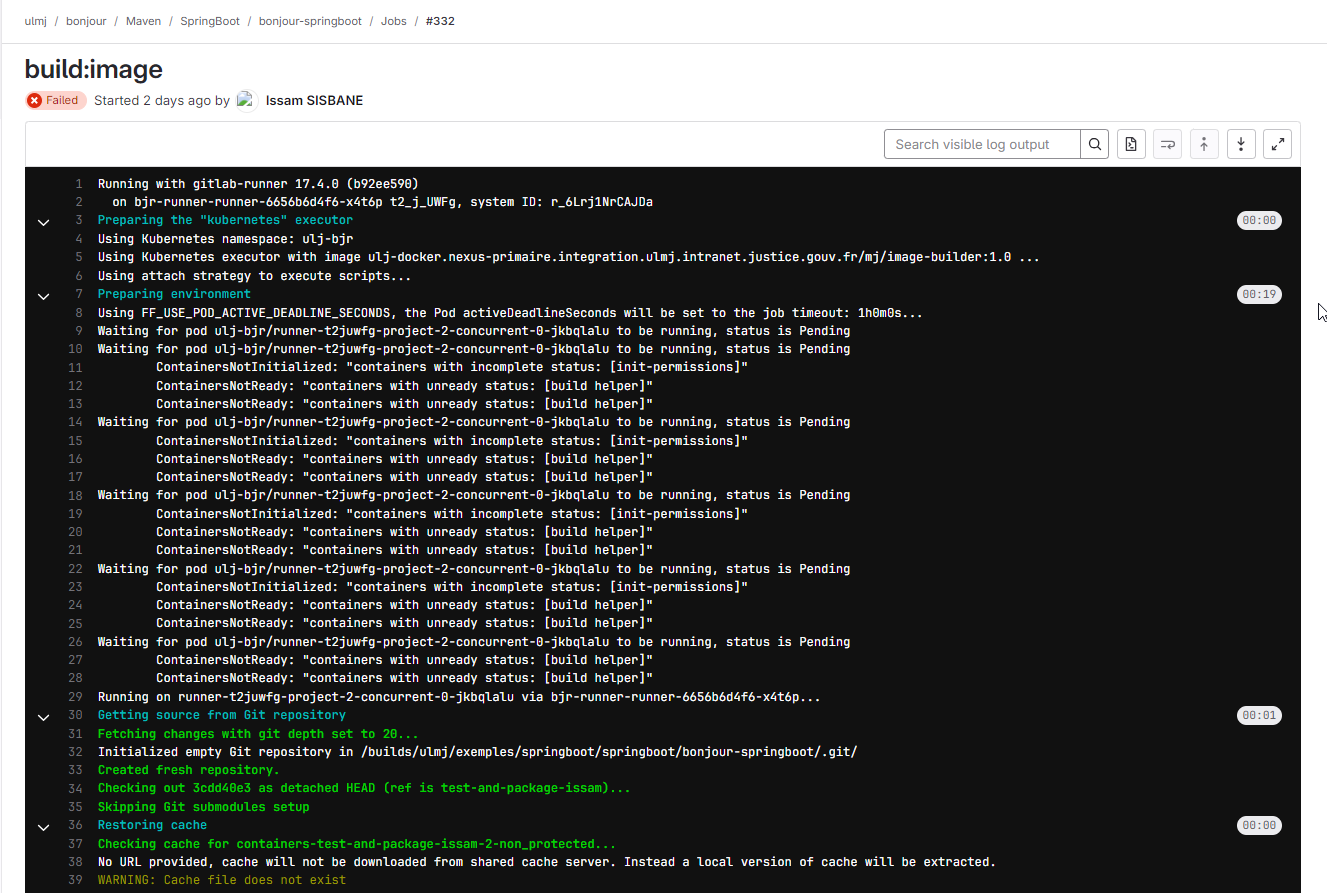 ulmj / bonjour / Maven / SpringBoot / bonjour-springboot / Jobs / #332
build:image
Failed Started 2 days ago by Issam SISBANE
Search visible log output
1 Running with gitlab-runner 17.4.0 (b92ee590)
2 on bjr-runner-runner-6656b6d4f6-x4t6p t2_j_UWFg, system ID: r_6Lrj1NrCAJDa
3 Preparing the "kubernetes" executor 00:00
4 Using Kubernetes namespace: ulj-bjr
5 Using Kubernetes executor with image ulj-docker.nexus-primaire.integration.ulmj.intranet.justice.gouv.fr/mj/image-builder:1.0 ...
6 Using attach strategy to execute scripts...
7 Preparing environment 00:19
8 Using FF_USE_POD_ACTIVE_DEADLINE_SECONDS, the Pod activeDeadlineSeconds will be set to the job timeout: 1h0m0s...
9 Waiting for pod ulj-bjr/runner-t2juwfg-project-2-concurrent-0-jkbqlalu to be running, status is Pending
10 Waiting for pod ulj-bjr/runner-t2juwfg-project-2-concurrent-0-jkbqlalu to be running, status is Pending
11 ContainersNotInitialized: "containers with incomplete status: [init-permissions]"
12 ContainersNotReady: "containers with unready status: [build helper]"
13 ContainersNotReady: "containers with unready status: [build helper]"
14 Waiting for pod ulj-bjr/runner-t2juwfg-project-2-concurrent-0-jkbqlalu to be running, status is Pending
15 ContainersNotInitialized: "containers with incomplete status: [init-permissions]"
16 ContainersNotReady: "containers with unready status: [build helper]"
17 ContainersNotReady: "containers with unready status: [build helper]"
18 Waiting for pod ulj-bjr/runner-t2juwfg-project-2-concurrent-0-jkbqlalu to be running, status is Pending
19 ContainersNotInitialized: "containers with incomplete status: [init-permissions]"
20 ContainersNotReady: "containers with unready status: [build helper]"
21 ContainersNotReady: "containers with unready status: [build helper]"
22 Waiting for pod ulj-bjr/runner-t2juwfg-project-2-concurrent-0-jkbqlalu to be running, status is Pending
23 ContainersNotInitialized: "containers with incomplete status: [init-permissions]"
24 ContainersNotReady: "containers with unready status: [build helper]"
25 ContainersNotReady: "containers with unready status: [build helper]"
26 Waiting for pod ulj-bjr/runner-t2juwfg-project-2-concurrent-0-jkbqlalu to be running, status is Pending
27 ContainersNotReady: "containers with unready status: [build helper]"
28 ContainersNotReady: "containers with unready status: [build helper]"
29 Running on runner-t2juwfg-project-2-concurrent-0-jkbqlalu via bjr-runner-runner-6656b6d4f6-x4t6p...
30 Getting source from Git repository 00:01
31 Fetching changes with git depth set to 20...
32 Initialized empty Git repository in /builds/ulmj/exemples/springboot/springboot/bonjour-springboot/.git/
33 Created fresh repository.
34 Checking out 3cdd40e3 as detached HEAD (ref is test-and-package-issam)...
35 Skipping Git submodules setup
36 Restoring cache 00:00
37 Checking cache for containers-test-and-package-issam-2-non_protected...
38 No URL provided, cache will not be downloaded from shared cache server. Instead a local version of cache will be extracted.
39 WARNING: Cache file does not exist